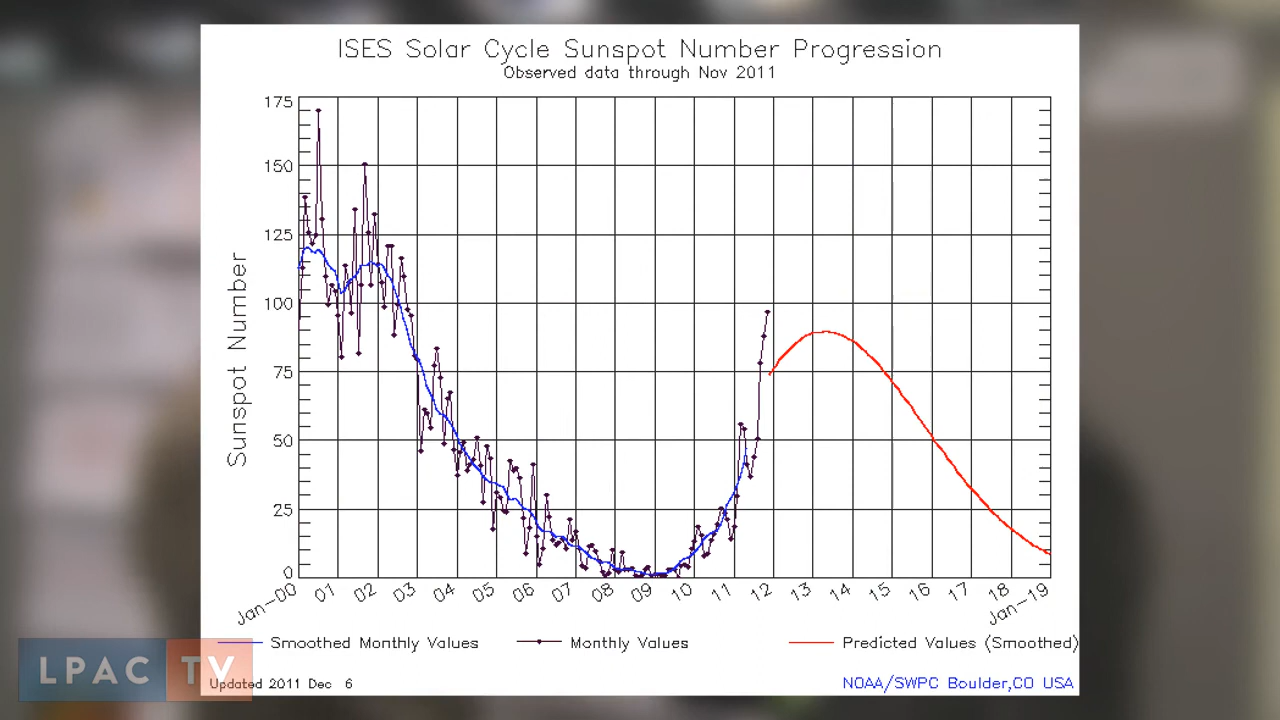 ISES Solar Cycle Sunspot Number Progression
Observed data through Nov 2011
175
150
125
100
75
50
25
0
Sunspot Number
Jan-00 01 02 03 04 05 06 07 08 09 10 11 12 13 14 15 16 17 18 Jan-19
Smoothed Monthly Values Monthly Values Predicted Values (Smoothed)
LPAC TV
Updated 2011 Dec 6 NOAA/SWPC Boulder,CO USA